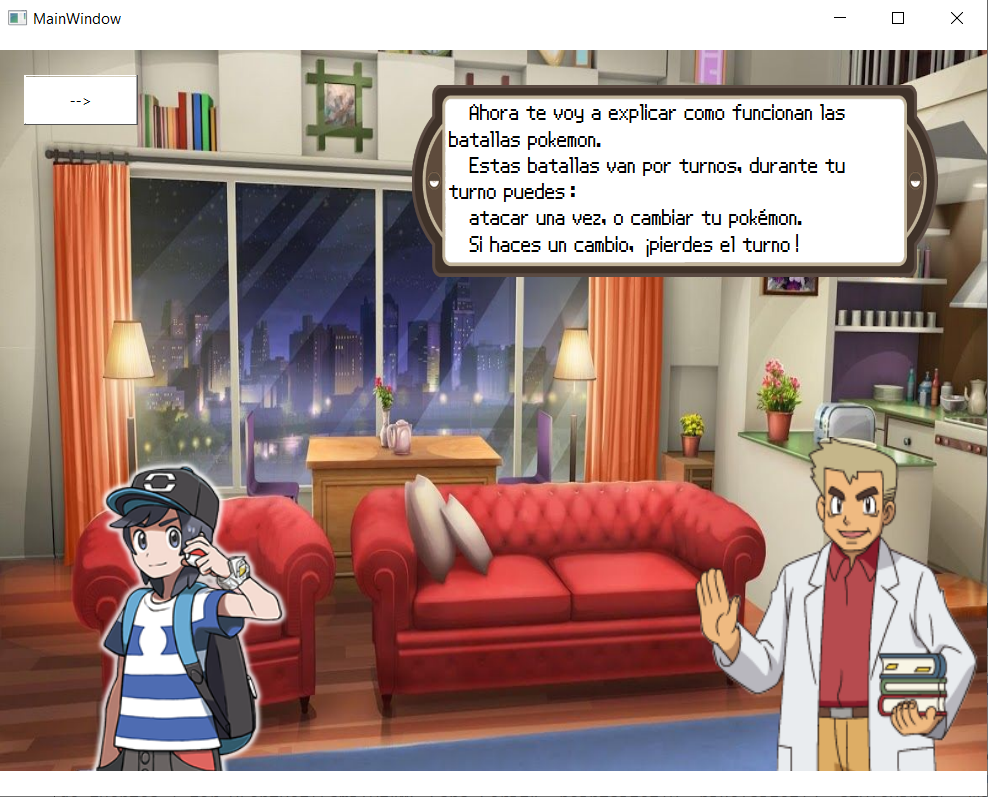 MainWindow
-->
Ahora te voy a explicar como funcionan las
batallas pokemon.
Estas batallas van por turnos, durante tu
turno puedes:
atacar una vez, o cambiar tu pokémon.
Si haces un cambio, ¡pierdes el turno!